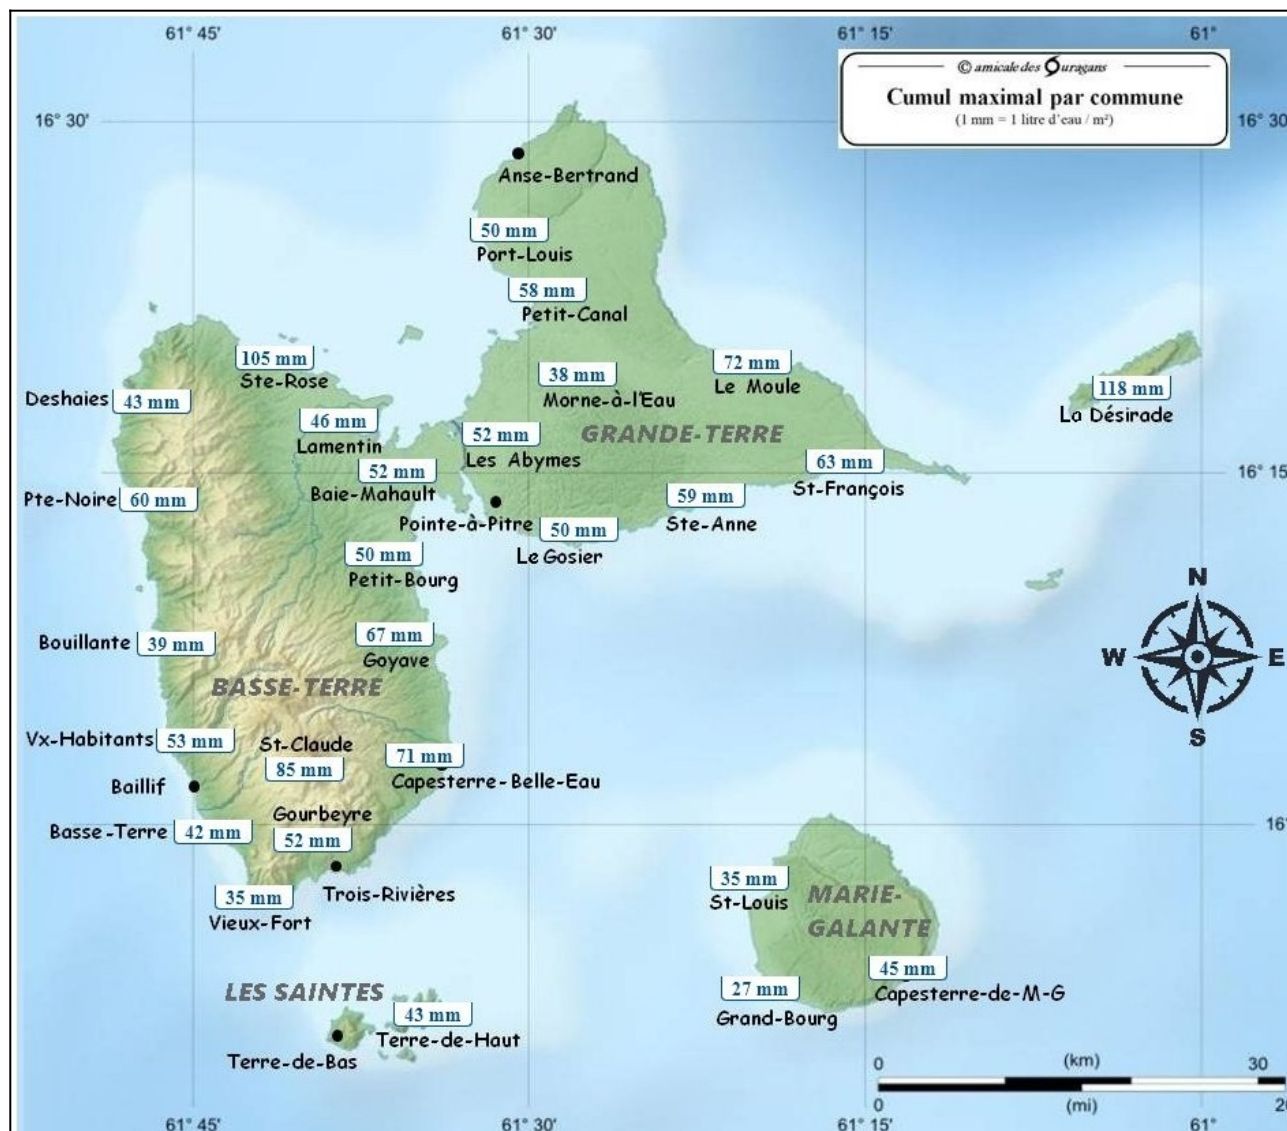 61° 45'
61° 30'
61° 15'
61°
© amicale des Ouragans
Cumul maximal par commune
(1 mm = 1 litre d'eau / m²)
16° 30'
16° 30'
Anse-Bertrand
50 mm
Port-Louis
58 mm
Petit-Canal
105 mm
Ste-Rose
72 mm
Le Moule
38 mm
Morne-à-l'Eau
118 mm
La Désirade
Deshaies
43 mm
46 mm
Lamentin
GRANDE-TERRE
52 mm
Les Abymes
52 mm
Baie-Mahault
63 mm
St-François
16° 15'
Pte-Noire
60 mm
59 mm
Ste-Anne
Pointe-à-Pitre
50 mm
Le Gosier
50 mm
Petit-Bourg
N
W
E
S
Bouillante
39 mm
67 mm
Goyave
BASSE-TERRE
Vx-Habitants
53 mm
St-Claude
85 mm
71 mm
Capesterre-Belle-Eau
Baillif
Gourbeyre
52 mm
Basse-Terre
42 mm
16°
Trois-Rivières
35 mm
Vieux-Fort
35 mm
St-Louis
MARIE-
GALANTE
45 mm
Capesterre-de-M-G
27 mm
Grand-Bourg
LES SAINTES
43 mm
Terre-de-Haut
Terre-de-Bas
0
(km)
30
0
(mi)
20
61° 45'
61° 30'
61° 15'
61°